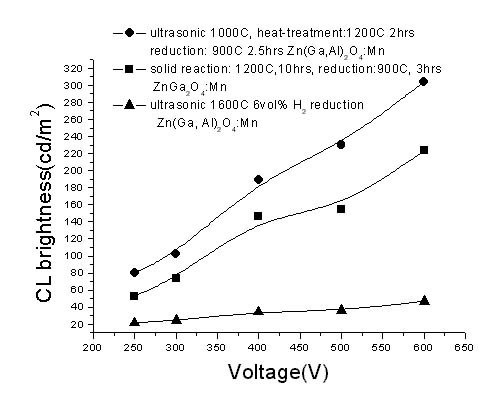 ultrasonic 1000C, heat-treatment:1200C 2hrs
reduction: 900C 2.5hrs Zn(Ga,Al)₂O₄:Mn
solid reaction: 1200C,10hrs, reduction:900C, 3hrs
ZnGa₂O₄:Mn
ultrasonic 1600C 6vol% H₂ reduction
Zn(Ga, Al)₂O₄:Mn
CL brightness(cd/m²)
320
300
280
260
240
220
200
180
160
140
120
100
80
60
40
20
200 250 300 350 400 450 500 550 600 650
Voltage(V)